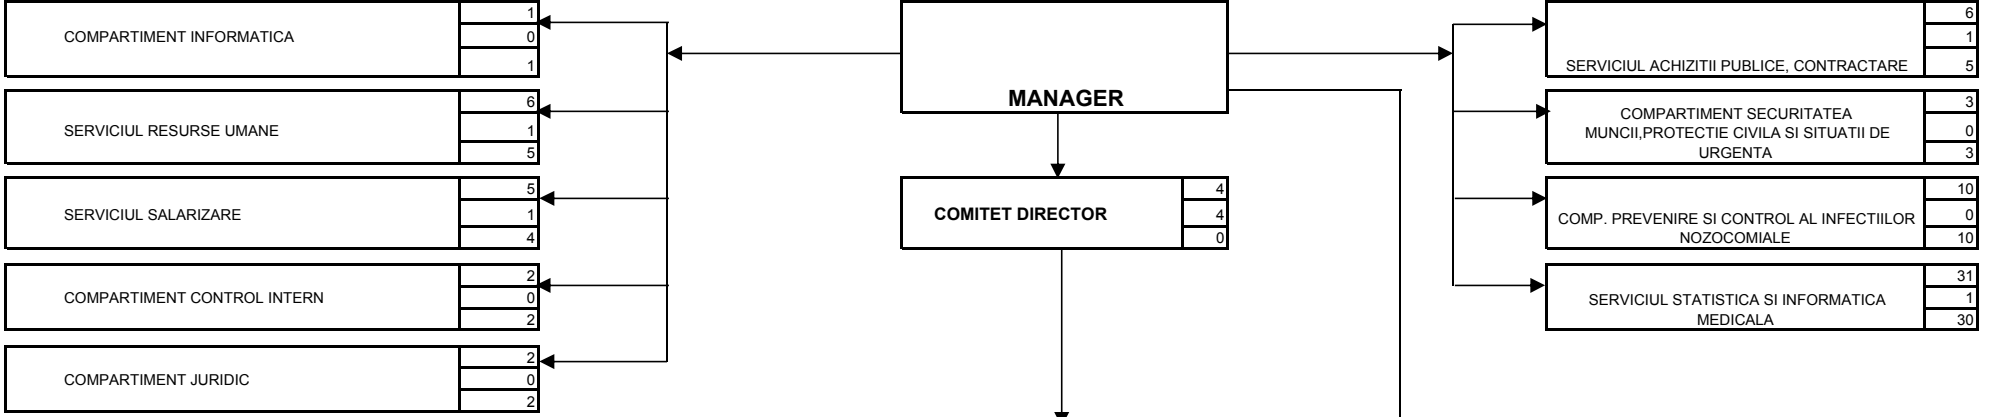 COMPARTIMENT INFORMATICA
1
0
1
SERVICIUL RESURSE UMANE
6
1
5
SERVICIUL SALARIZARE
5
1
4
COMPARTIMENT CONTROL INTERN
2
0
2
COMPARTIMENT JURIDIC
2
0
2
MANAGER
COMITET DIRECTOR
4
4
0
SERVICIUL ACHIZITII PUBLICE, CONTRACTARE
6
1
5
COMPARTIMENT SECURITATEA
MUNCII,PROTECTIE CIVILA SI SITUATII DE
URGENTA
3
0
3
COMP. PREVENIRE SI CONTROL AL INFECTIILOR
NOZOCOMIALE
10
0
10
SERVICIUL STATISTICA SI INFORMATICA
MEDICALA
31
1
30